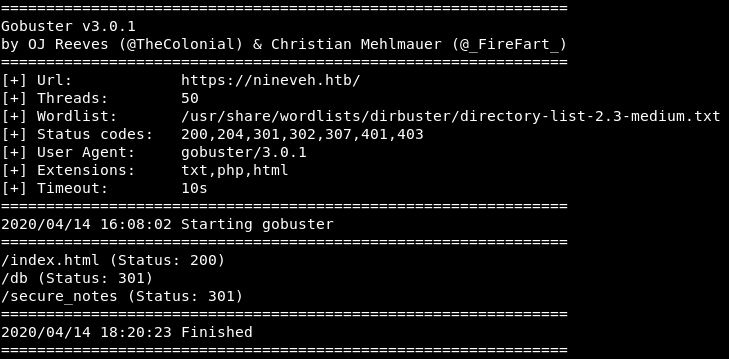 ===============================================================
Gobuster v3.0.1
by OJ Reeves (@TheColonial) & Christian Mehlmauer (@_FireFart_)
===============================================================
[+] Url:            https://nineveh.htb/
[+] Threads:        50
[+] Wordlist:       /usr/share/wordlists/dirbuster/directory-list-2.3-medium.txt
[+] Status codes:   200,204,301,302,307,401,403
[+] User Agent:     gobuster/3.0.1
[+] Extensions:     txt,php,html
[+] Timeout:        10s
===============================================================
2020/04/14 16:08:02 Starting gobuster
===============================================================
/index.html (Status: 200)
/db (Status: 301)
/secure_notes (Status: 301)
===============================================================
2020/04/14 18:20:23 Finished
===============================================================